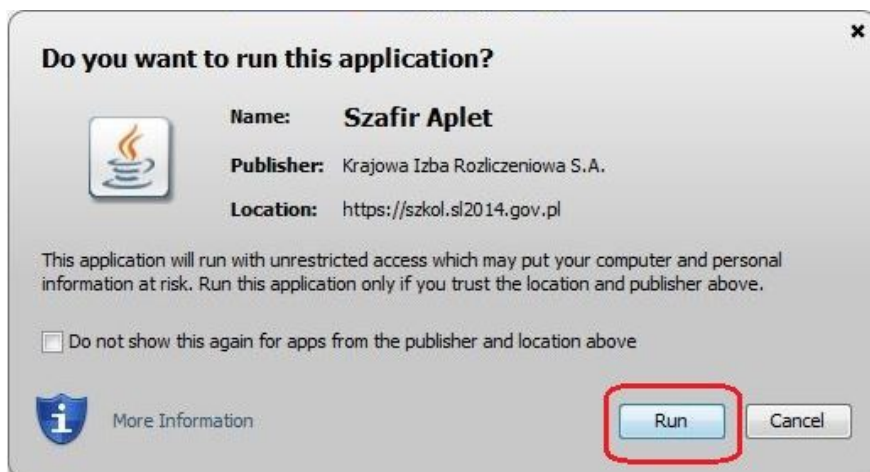 Do you want to run this application?
Name: Szafir Aplet
Publisher: Krajowa Izba Rozliczeniowa S.A.
Location: https://szkol.sl2014.gov.pl
This application will run with unrestricted access which may put your computer and personal
information at risk. Run this application only if you trust the location and publisher above.
Do not show this again for apps from the publisher and location above
More Information
Run
Cancel